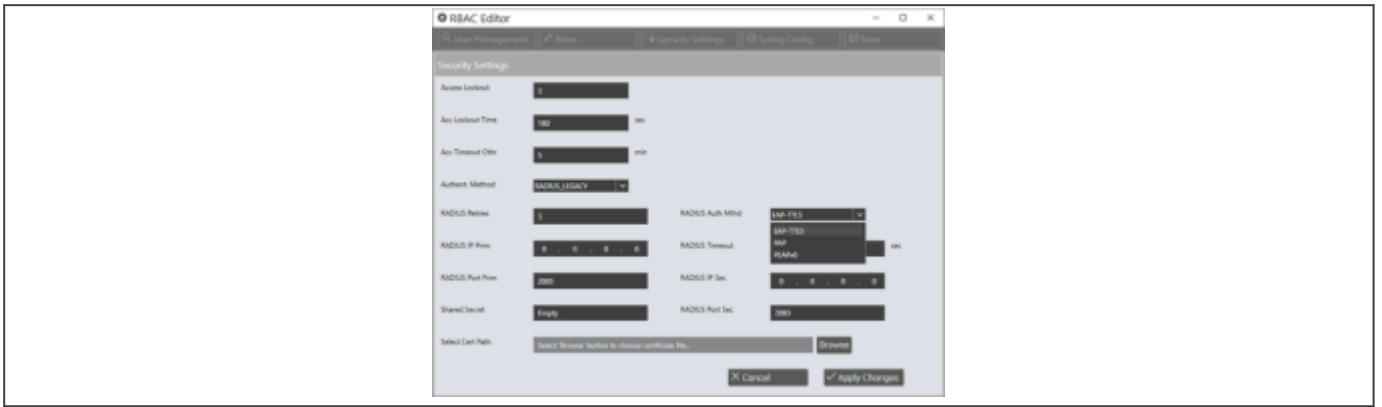 RBAC Editor
User Management Roles Security Settings Syslog Config Save
Security Settings
Access Lockout 3
Acc Lockout Time 180 sec
Acc Timeout Othr 5 min
Authent. Method RADIUS_LEGACY
RADIUS Retries 3 RADIUS Auth Mthd EAP-TTLS
EAP-TTLS
PAP
PEAPv0
RADIUS IP Prim 0 . 0 . 0 . 0 RADIUS Timeout sec
RADIUS Port Prim RADIUS IP Sec 0 . 0 . 0 . 0
Shared Secret Empty RADIUS Port Sec
Select Cert Path Select 'Browse' button to choose certificate file... Browse
Cancel Apply Changes